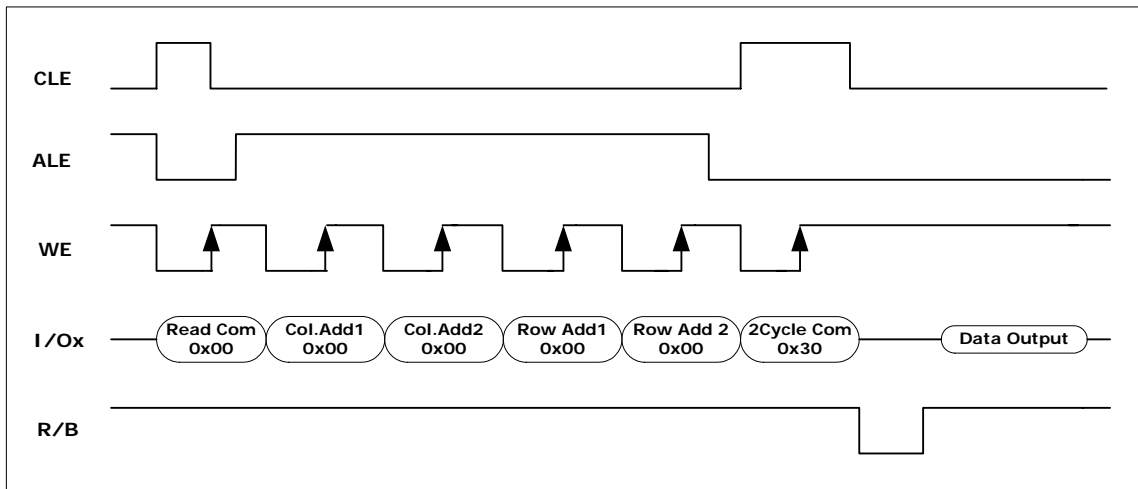 CLE
ALE
WE
I/Ox
Read Com
0x00
Col.Add1
0x00
Col.Add2
0x00
Row Add1
0x00
Row Add 2
0x00
2Cycle Com
0x30
Data Output
R/B